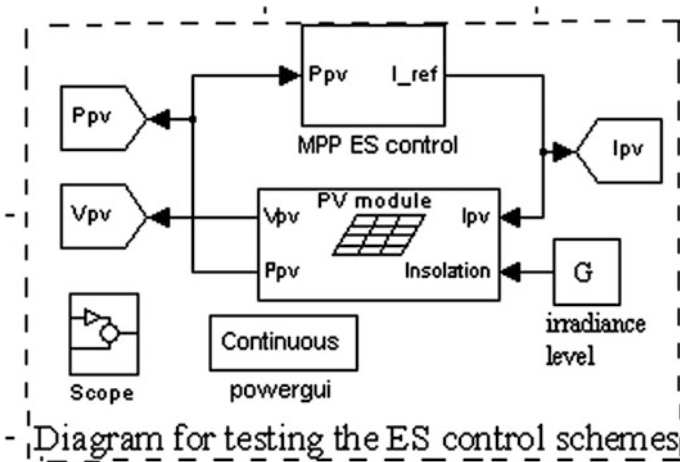 Ppv I_ref
Ppv
MPP ES control
Ipv
Vpv
Vpv PV module Ipv
Ppv Insolation
G
irradiance
level
Continuous
Scope
powergui
Diagram for testing the ES control schemes